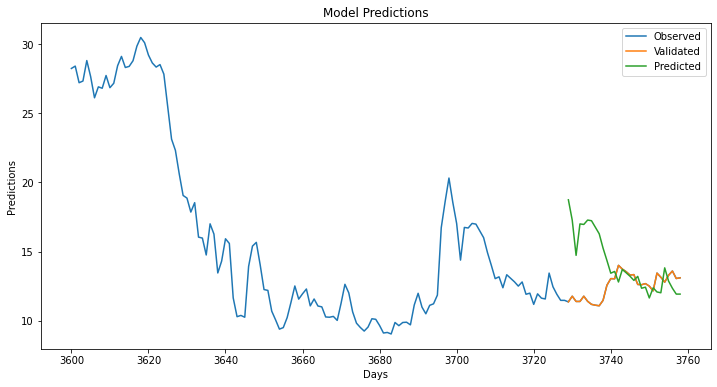 Model Predictions
Observed
Validated
Predicted
Predictions
30
25
20
15
10
3600
3620
3640
3660
3680
3700
3720
3740
3760
Days